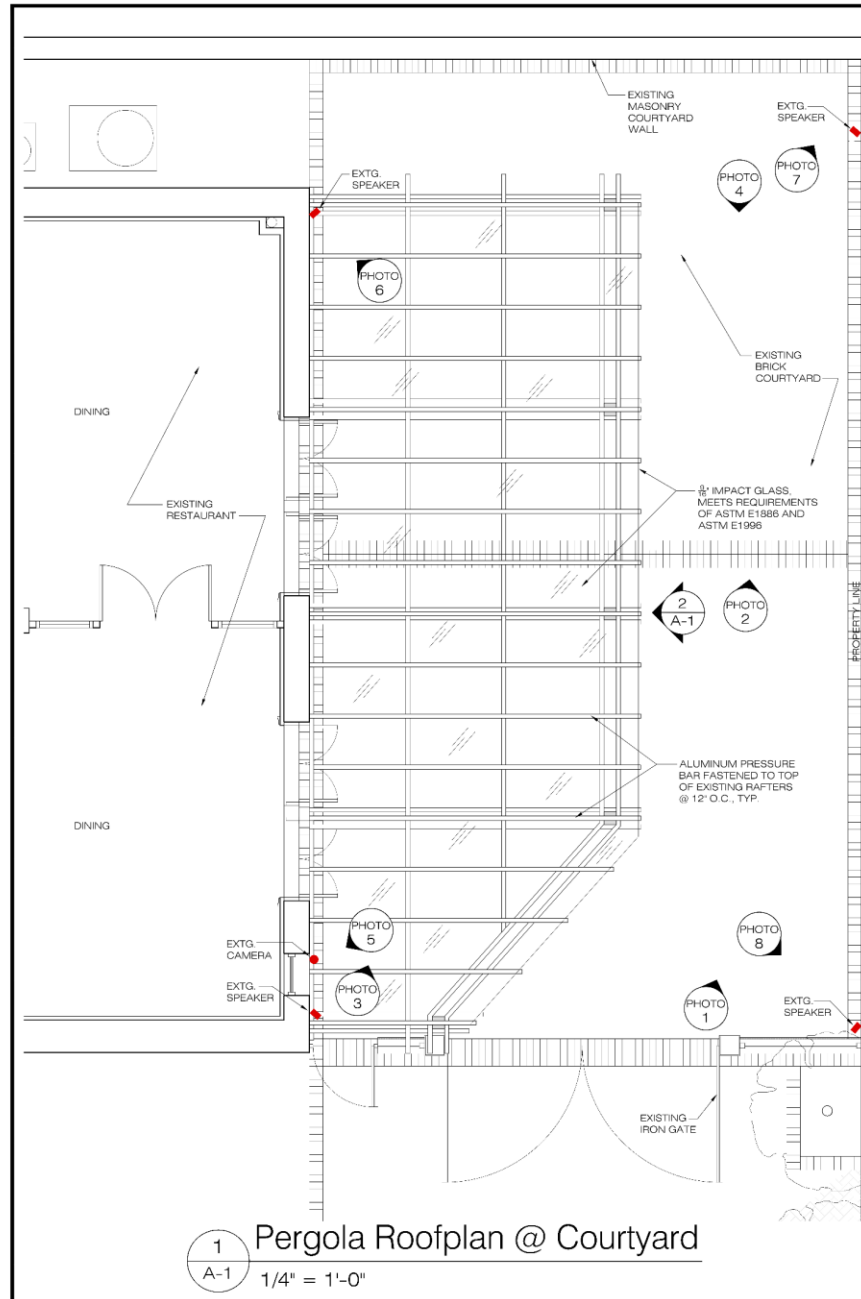 EXISTING
MASONRY
COURTYARD
WALL
EXTG.
SPEAKER
PHOTO
4
PHOTO
7
EXTG.
SPEAKER
PHOTO
6
EXISTING
BRICK
COURTYARD
DINING
EXISTING
RESTAURANT
9/16" IMPACT GLASS,
MEETS REQUIREMENTS
OF ASTM E1886 AND
ASTM E1996
2
A-1
PHOTO
2
PROPERTY LINE
ALUMINUM PRESSURE
BAR FASTENED TO TOP
OF EXISTING RAFTERS
@ 12" O.C., TYP.
DINING
PHOTO
5
PHOTO
8
EXTG.
CAMERA
EXTG.
SPEAKER
PHOTO
3
PHOTO
1
EXTG.
SPEAKER
EXISTING
IRON GATE
1
A-1
Pergola Roofplan @ Courtyard
1/4" = 1'-0"